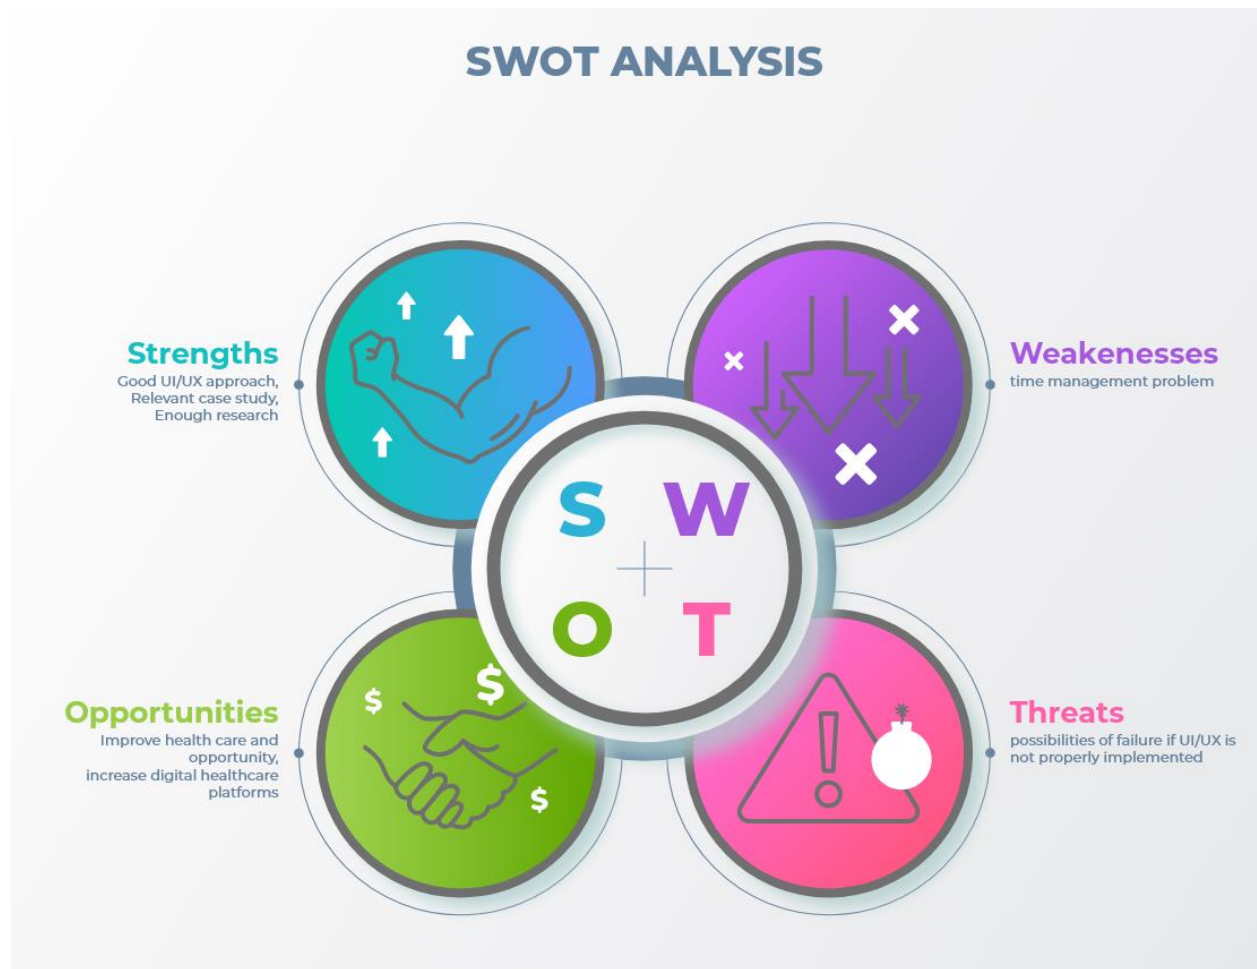 SWOT ANALYSIS
Strengths
Good UI/UX approach,
Relevant case study,
Enough research
Weakenesses
time management problem
S W
O T
Opportunities
Improve health care and
opportunity,
increase digital healthcare
platforms
Threats
possibilities of failure if UI/UX is
not properly implemented
$
$
$